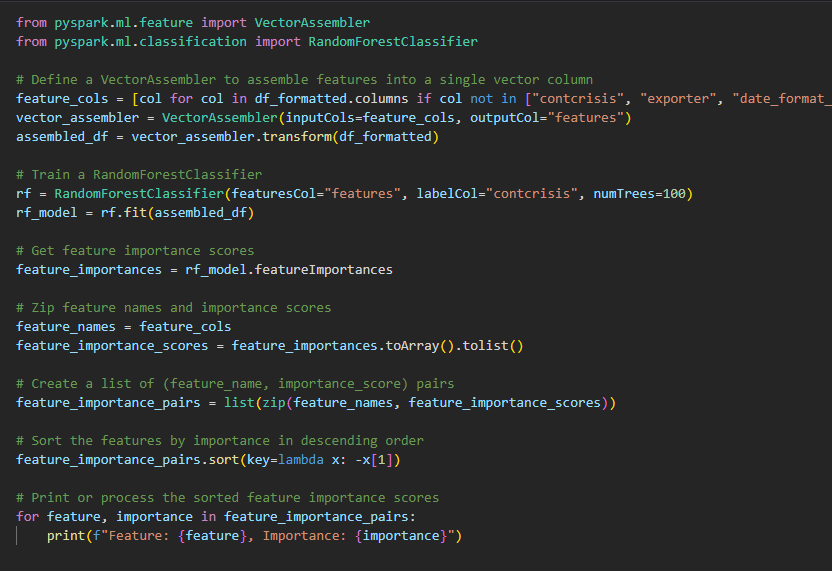 from pyspark.ml.feature import VectorAssembler
from pyspark.ml.classification import RandomForestClassifier
# Define a VectorAssembler to assemble features into a single vector column
feature_cols = [col for col in df_formatted.columns if col not in ["contcrisis", "exporter", "date_format_
vector_assembler = VectorAssembler(inputCols=feature_cols, outputCol="features")
assembled_df = vector_assembler.transform(df_formatted)
# Train a RandomForestClassifier
rf = RandomForestClassifier(featuresCol="features", labelCol="contcrisis", numTrees=100)
rf_model = rf.fit(assembled_df)
# Get feature importance scores
feature_importances = rf_model.featureImportances
# Zip feature names and importance scores
feature_names = feature_cols
feature_importance_scores = feature_importances.toArray().tolist()
# Create a list of (feature_name, importance_score) pairs
feature_importance_pairs = list(zip(feature_names, feature_importance_scores))
# Sort the features by importance in descending order
feature_importance_pairs.sort(key=lambda x: -x[1])
# Print or process the sorted feature importance scores
for feature, importance in feature_importance_pairs:
    print(f"Feature: {feature}, Importance: {importance}")